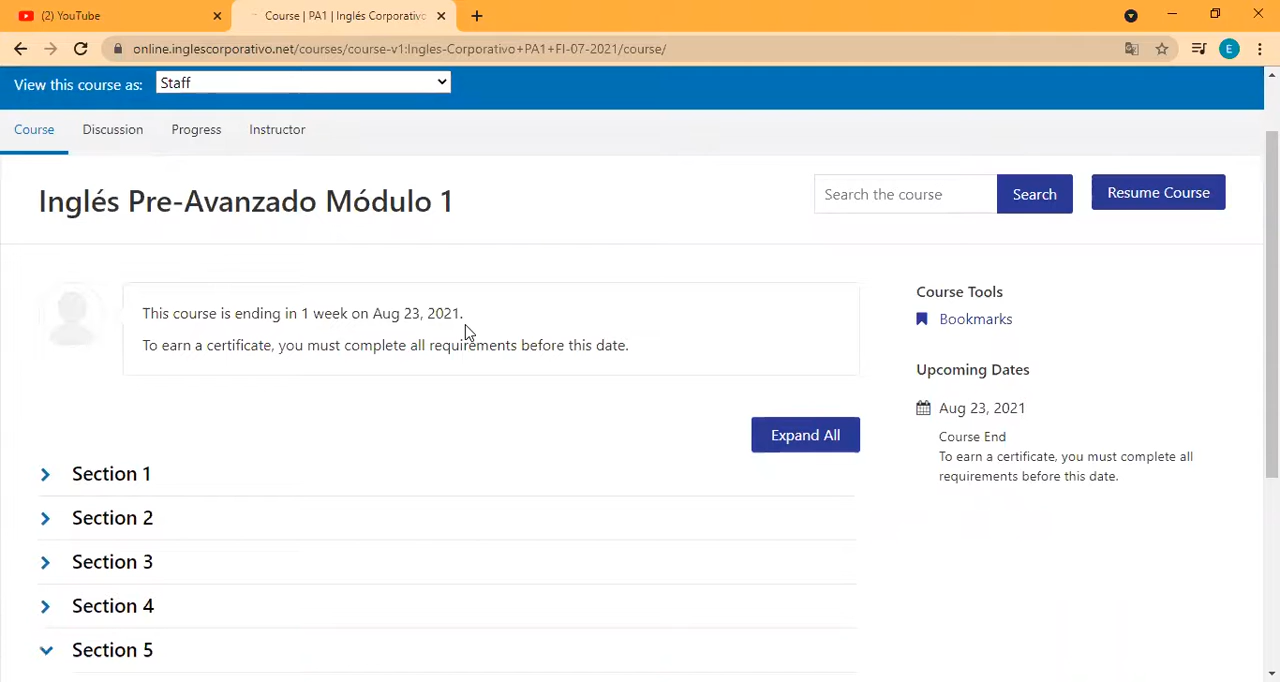 (2) YouTube
Course | PA1 | Inglés Corporativo
online.inglescorporativo.net/courses/course-v1:Ingles-Corporativo+PA1+FI-07-2021/course/
E
View this course as:
Staff
Course
Discussion
Progress
Instructor
Inglés Pre-Avanzado Módulo 1
Search the course
Search
Resume Course
This course is ending in 1 week on Aug 23, 2021.
To earn a certificate, you must complete all requirements before this date.
Course Tools
Bookmarks
Upcoming Dates
Aug 23, 2021
Course End
To earn a certificate, you must complete all
requirements before this date.
Expand All
Section 1
Section 2
Section 3
Section 4
Section 5